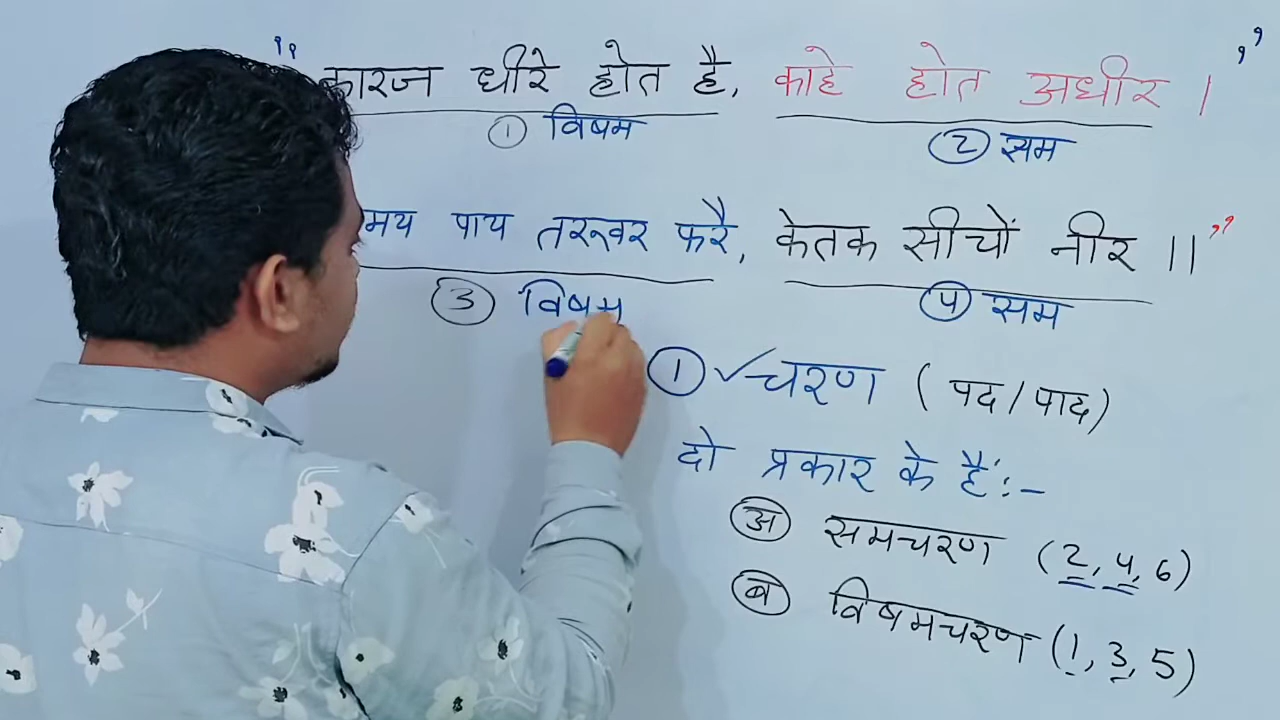 “ कारज धीरे होत है, काहे होत अधीर । ”
① विषम ② सम
मय पाय तरूवर फरै, केतक सीचों नीर ।। ”
③ विषम ④ सम
① ✓ चरण ( पद / पाद)
दो प्रकार के हैं:-
(अ) समचरण (2, 4, 6)
(ब) विषमचरण (1, 3, 5)